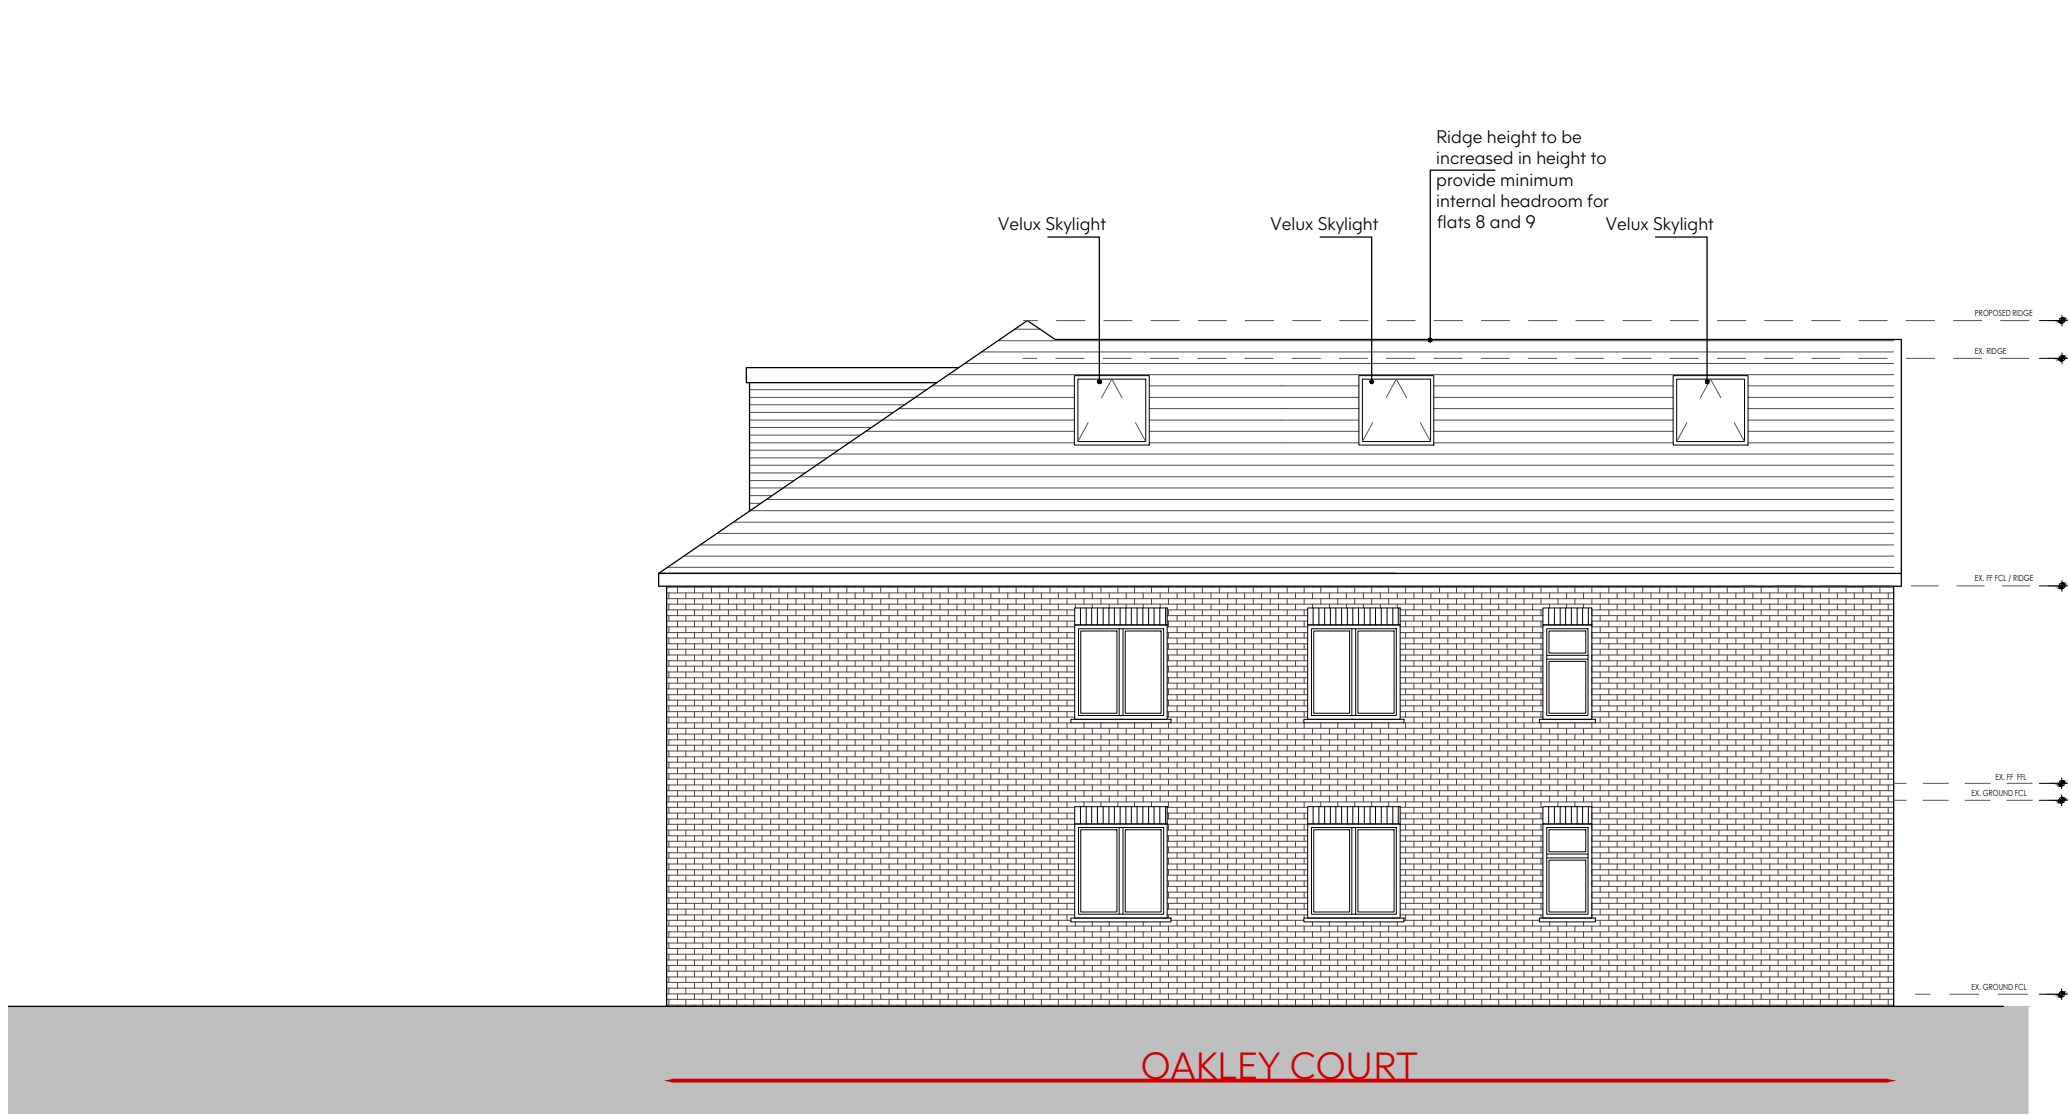 Ridge height to be
increased in height to
provide minimum
internal headroom for
flats 8 and 9
Velux Skylight
Velux Skylight
Velux Skylight
PROPOSED RIDGE
EX. RIDGE
EX. FF FCL / RIDGE
EX. FF FFL
EX. GROUND FCL
EX. GROUND FCL
OAKLEY COURT